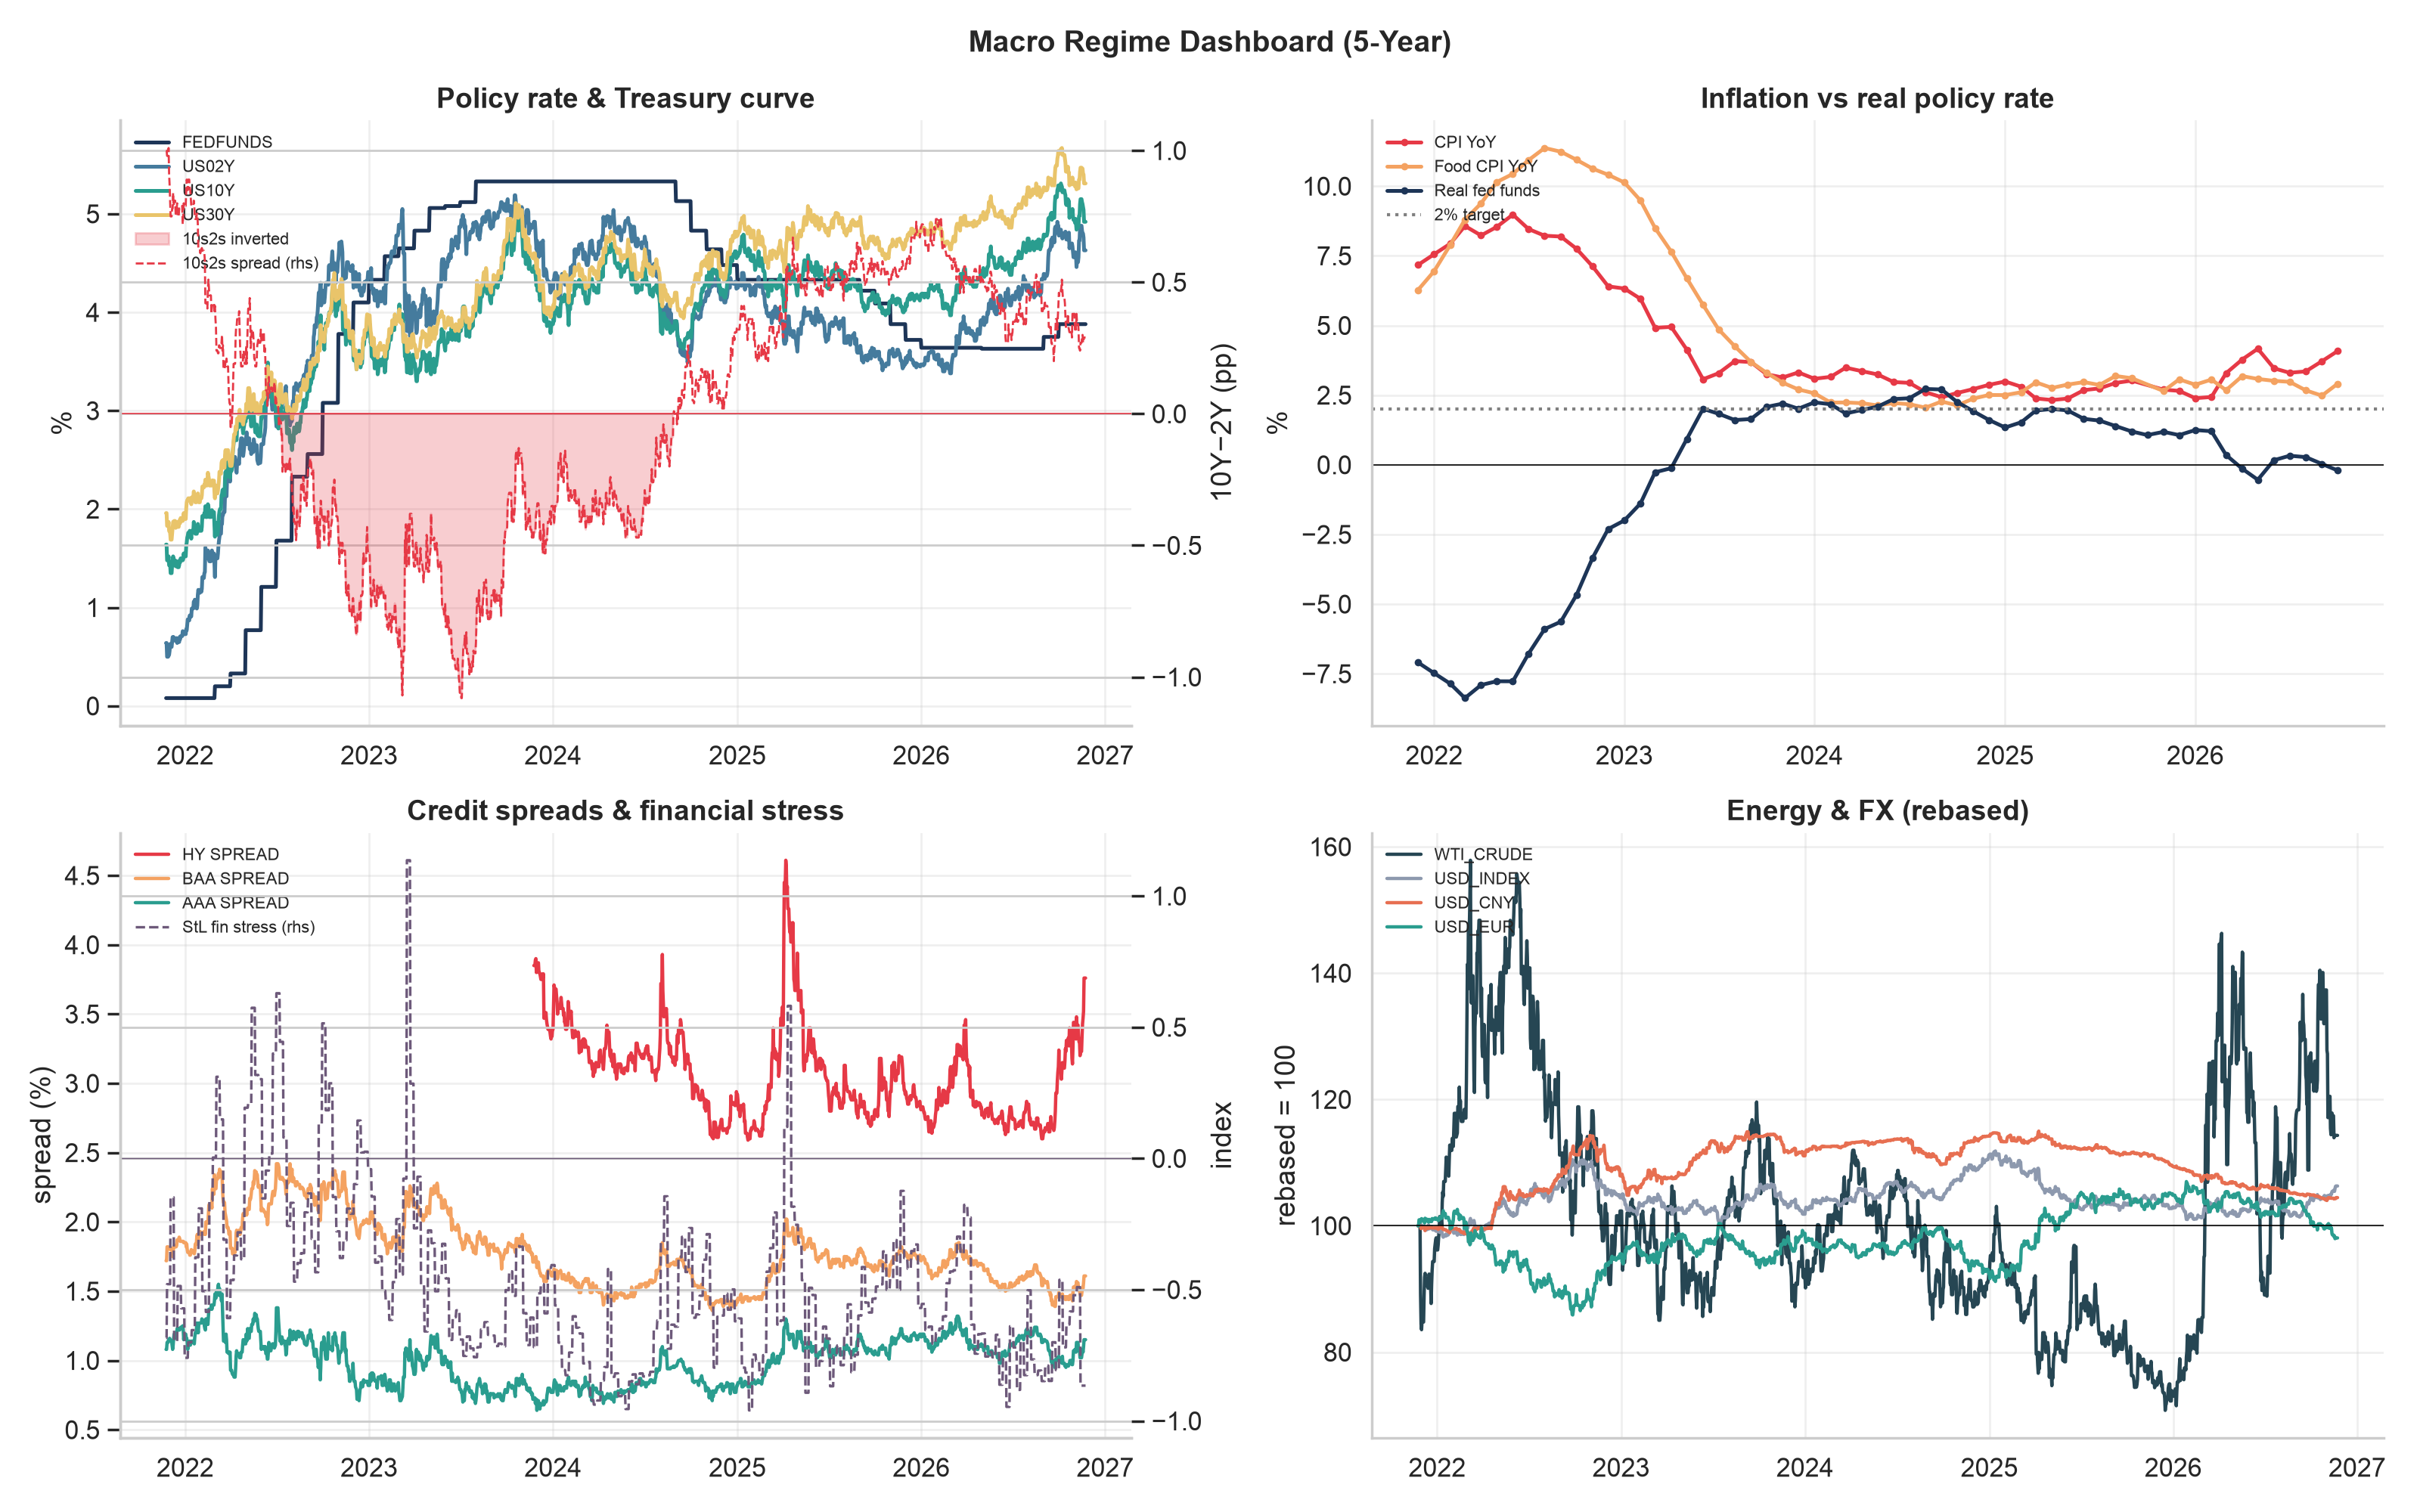 Macro Regime Dashboard (5-Year)
Policy rate & Treasury curve
FEDFUNDS
US02Y
US10Y
US30Y
10s2s inverted
10s2s spread (rhs)
%
5
4
3
2
1
0
10Y−2Y (pp)
1.0
0.5
0.0
−0.5
−1.0
2022 2023 2024 2025 2026 2027
Inflation vs real policy rate
CPI YoY
Food CPI YoY
Real fed funds
2% target
%
10.0
7.5
5.0
2.5
0.0
−2.5
−5.0
−7.5
2022 2023 2024 2025 2026
Credit spreads & financial stress
HY SPREAD
BAA SPREAD
AAA SPREAD
StL fin stress (rhs)
spread (%)
4.5
4.0
3.5
3.0
2.5
2.0
1.5
1.0
0.5
index
1.0
0.5
0.0
−0.5
−1.0
2022 2023 2024 2025 2026 2027
Energy & FX (rebased)
WTI_CRUDE
USD_INDEX
USD_CNY
USD_EUR
rebased = 100
160
140
120
100
80
2022 2023 2024 2025 2026 2027